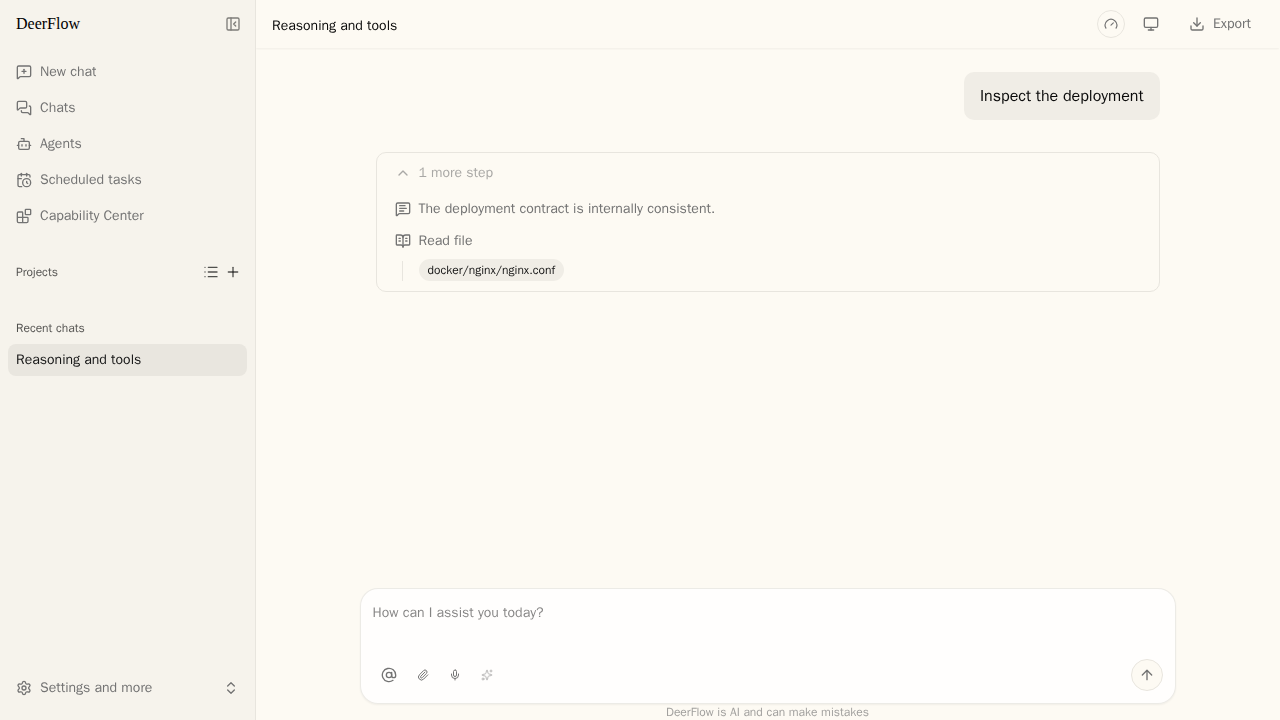 DeerFlow
New chat
Chats
Agents
Scheduled tasks
Capability Center
Projects
Recent chats
Reasoning and tools
Settings and more
Reasoning and tools
Export
Inspect the deployment
1 more step
The deployment contract is internally consistent.
Read file
docker/nginx/nginx.conf
How can I assist you today?
DeerFlow is AI and can make mistakes